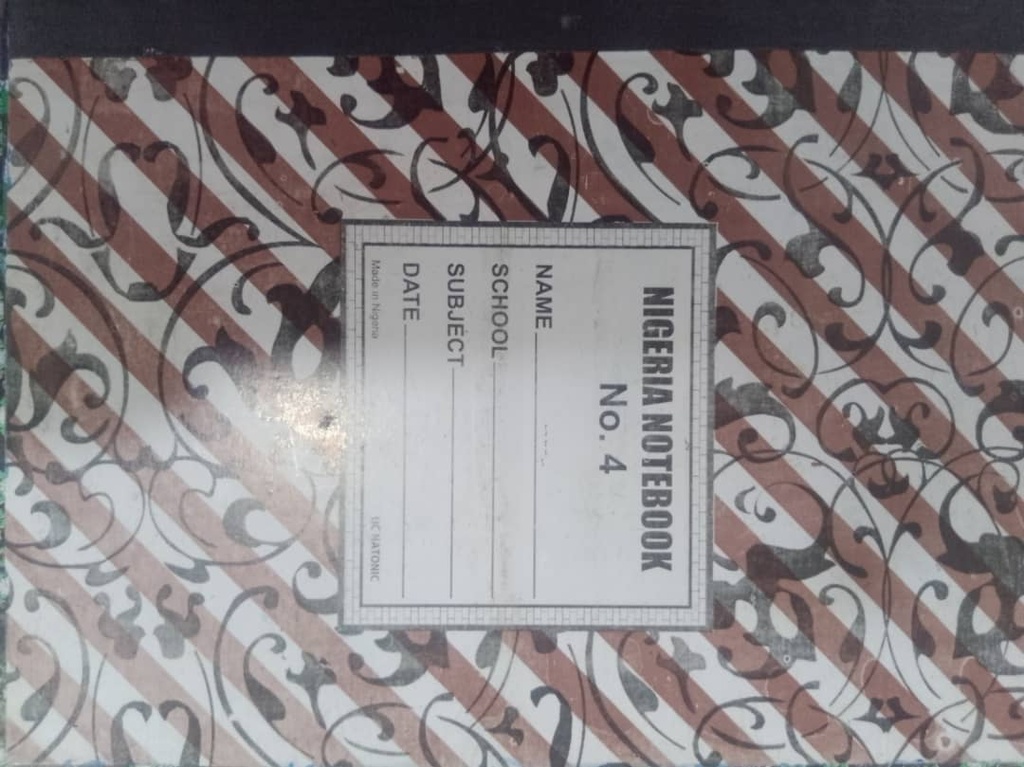 NIGERIA NOTEBOOK
No. 4
NAME
SCHOOL
SUBJECT
DATE
Made in Nigeria